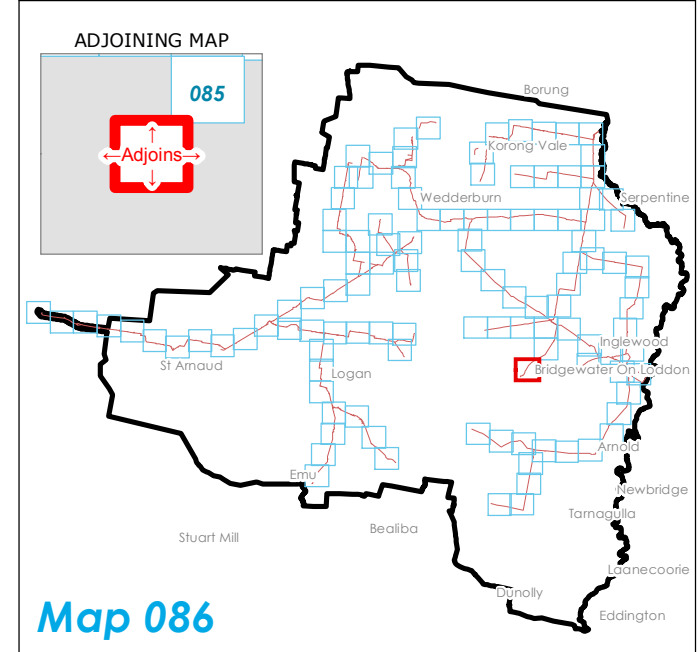 ADJOINING MAP
085
Adjoins
Borung
Korong Vale
Wedderburn
Serpentine
Inglewood
St Arnaud
Logan
Bridgewater On Loddon
Arnold
Emu
Newbridge
Tarnagulla
Bealiba
Stuart Mill
Laanecoorie
Dunolly
Eddington
Map 086